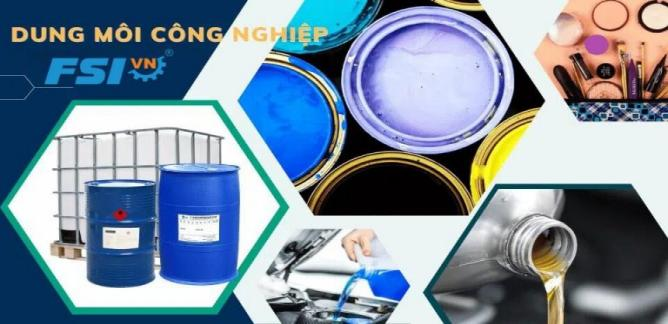 DUNG MÔI CÔNG NGHIỆP
FSI VN ®